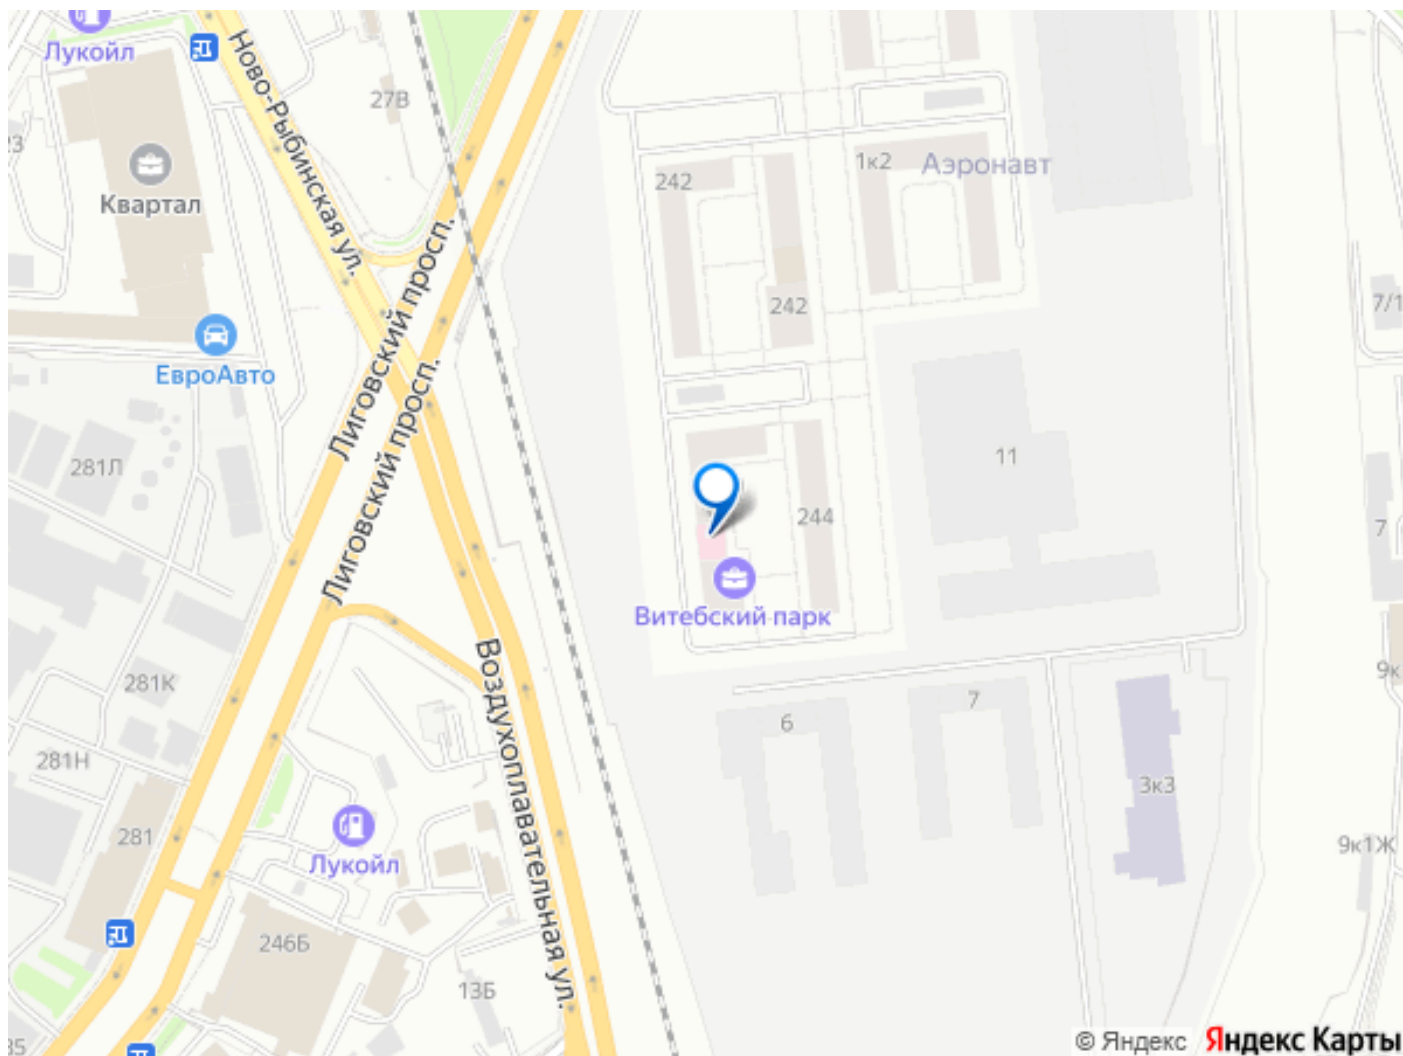 Лукойл
Ново-Рыбинская ул.
27В
Квартал
242
1к2
Аэронавт
Лиговский просп.
Лиговский просп.
242
7/1
ЕвроАвто
281Л
11
244
7
Витебский парк
Воздухоплавательная ул.
281К
9к
6
7
281Н
3к3
281
Лукойл
9к1Ж
246Б
13Б
© Яндекс Яндекс Карты